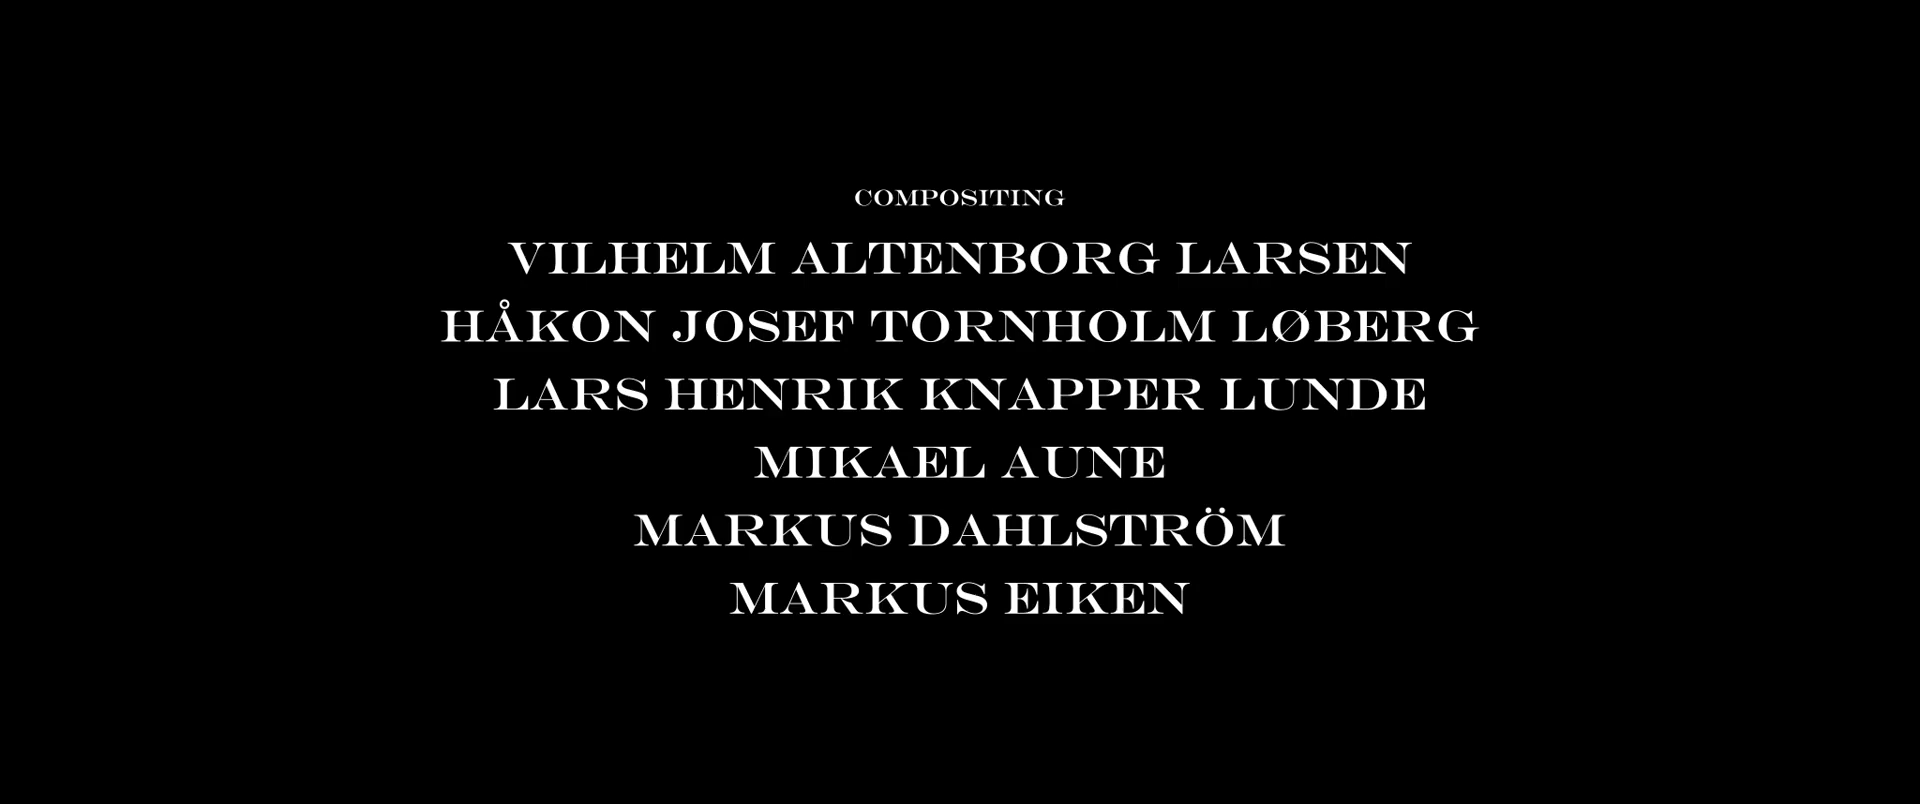 COMPOSITING
VILHELM ALTENBORG LARSEN
HÅKON JOSEF TORNHOLM LØBERG
LARS HENRIK KNAPPER LUNDE
MIKAEL AUNE
MARKUS DAHLSTRÖM
MARKUS EIKEN